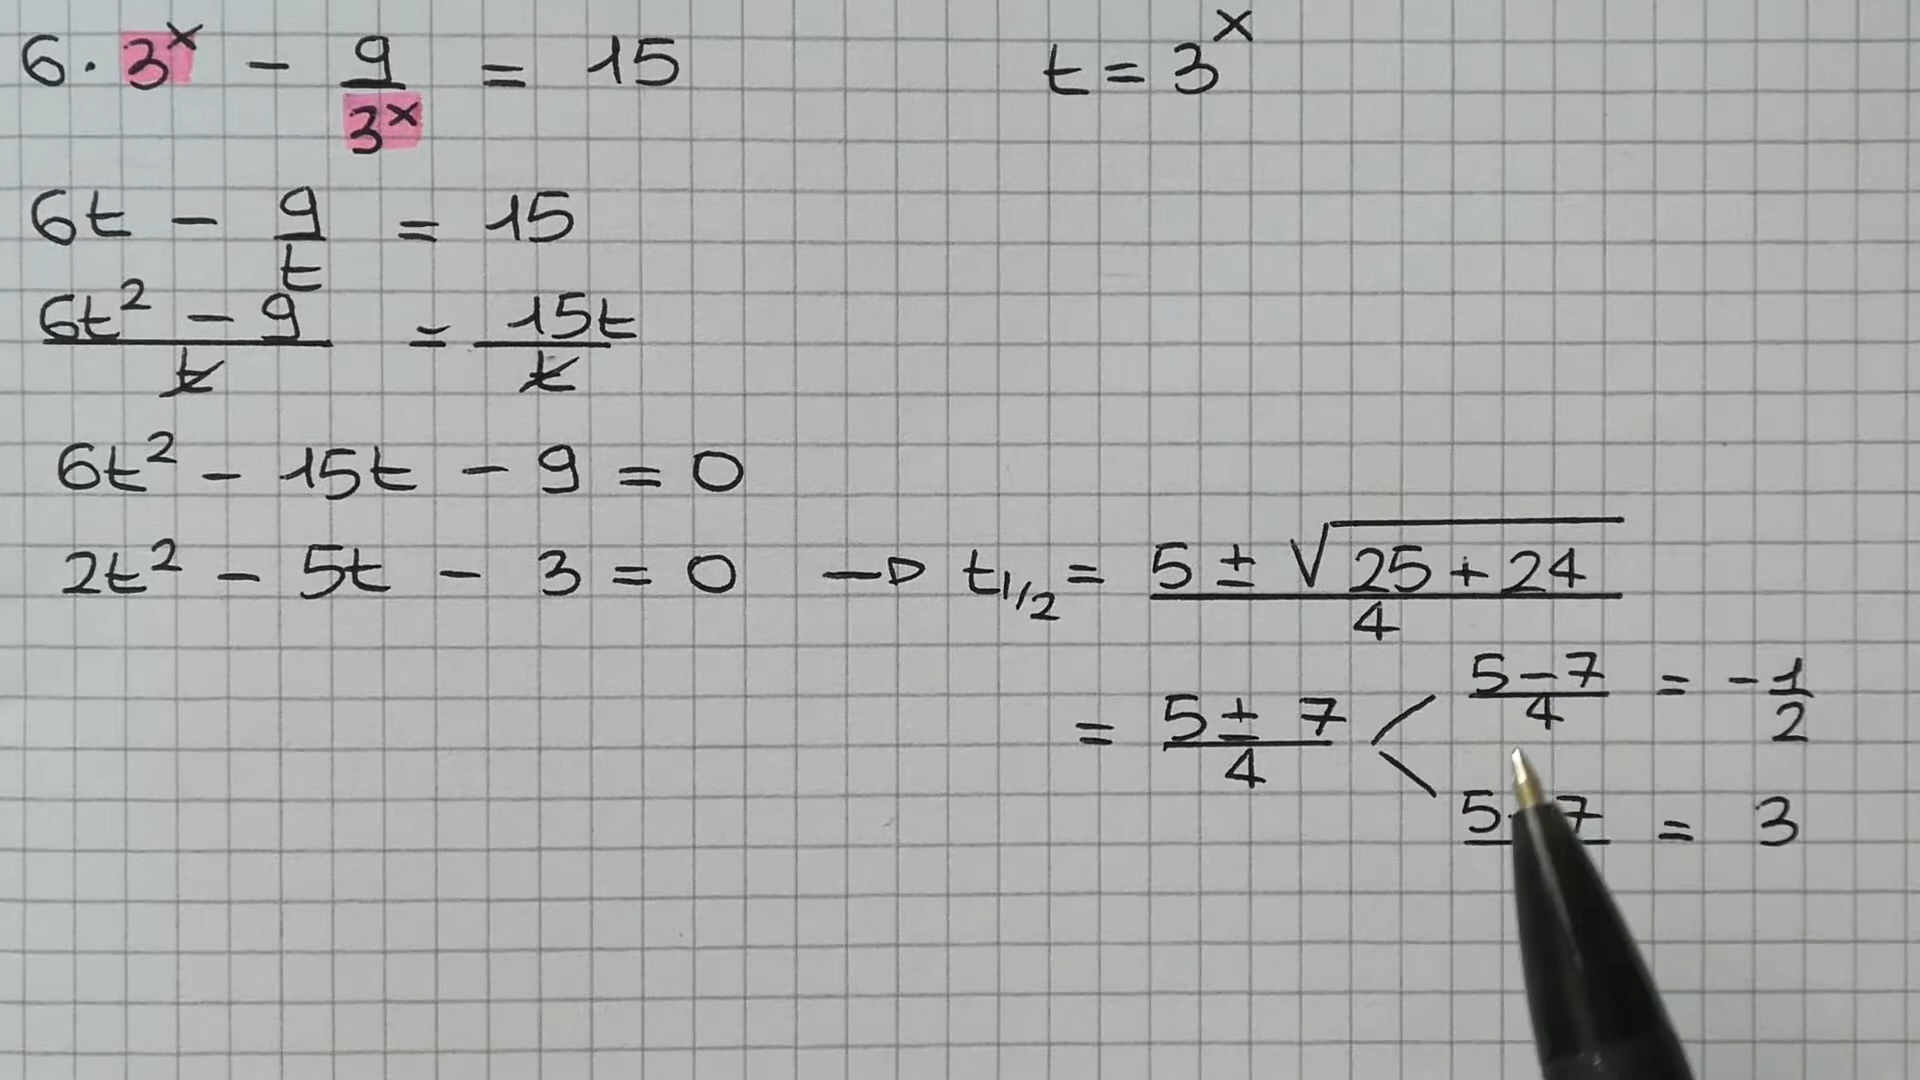 6 · 3^x - 9/3^x = 15    t = 3^x
6t - 9/t = 15
(6t² - 9)/t = 15t/t
6t² - 15t - 9 = 0
2t² - 5t - 3 = 0 → t₁/₂ = (5 ± √(25 + 24))/4
= (5 ± 7)/4 < (5 - 7)/4 = -1/2
5 7 = 3